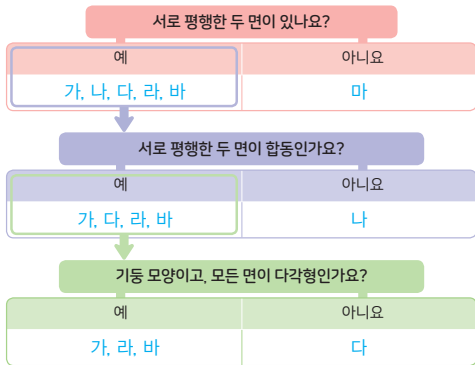 서로 평행한 두 면이 있나요?
예 아니요
가, 나, 다, 라, 바 마
서로 평행한 두 면이 합동인가요?
예 아니요
가, 다, 라, 바 나
기둥 모양이고, 모든 면이 다각형인가요?
예 아니요
가, 라, 바 다